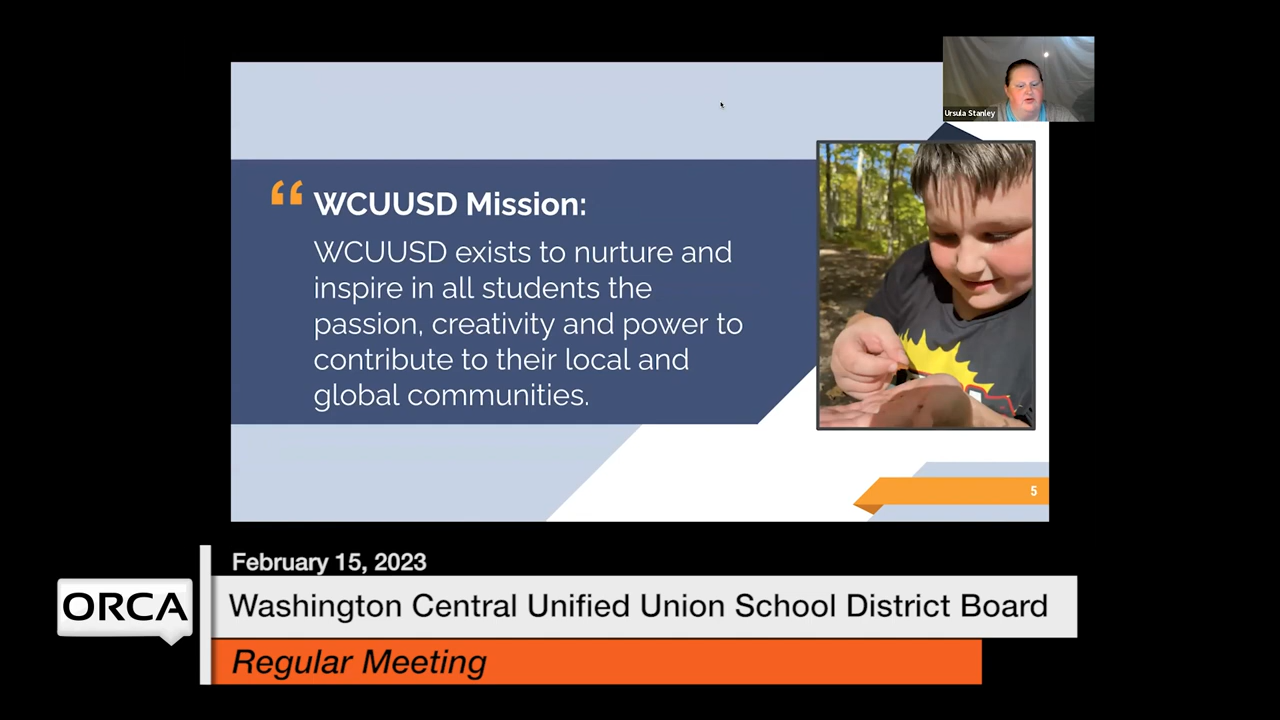 Ursula Stanley
“
WCUUSD Mission:
WCUUSD exists to nurture and
inspire in all students the
passion, creativity and power to
contribute to their local and
global communities.
5
February 15, 2023
ORCA
Washington Central Unified Union School District Board
Regular Meeting